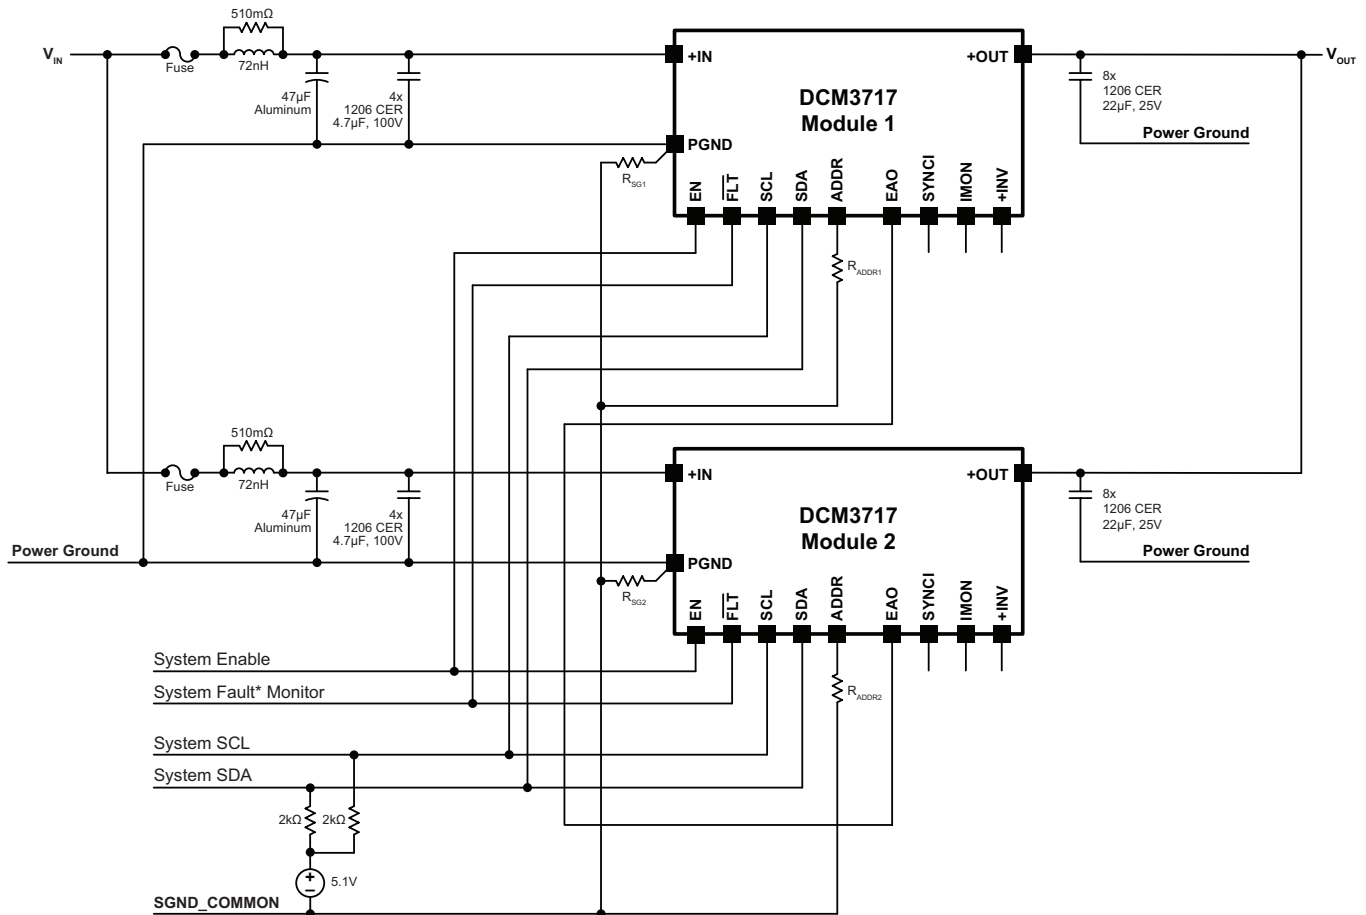 510mΩ
V_IN
Fuse
72nH
47µF
Aluminum
4x
1206 CER
4.7µF, 100V
+IN
+OUT
DCM3717
Module 1
PGND
EN
FLT
SCL
SDA
ADDR
EAO
SYNCI
IMON
+INV
V_OUT
8x
1206 CER
22µF, 25V
Power Ground
R_SG1
R_ADDR1
510mΩ
Fuse
72nH
47µF
Aluminum
4x
1206 CER
4.7µF, 100V
Power Ground
+IN
+OUT
DCM3717
Module 2
PGND
EN
FLT
SCL
SDA
ADDR
EAO
SYNCI
IMON
+INV
8x
1206 CER
22µF, 25V
Power Ground
R_SG2
R_ADDR2
System Enable
System Fault* Monitor
System SCL
System SDA
2kΩ
2kΩ
+
−
5.1V
SGND_COMMON